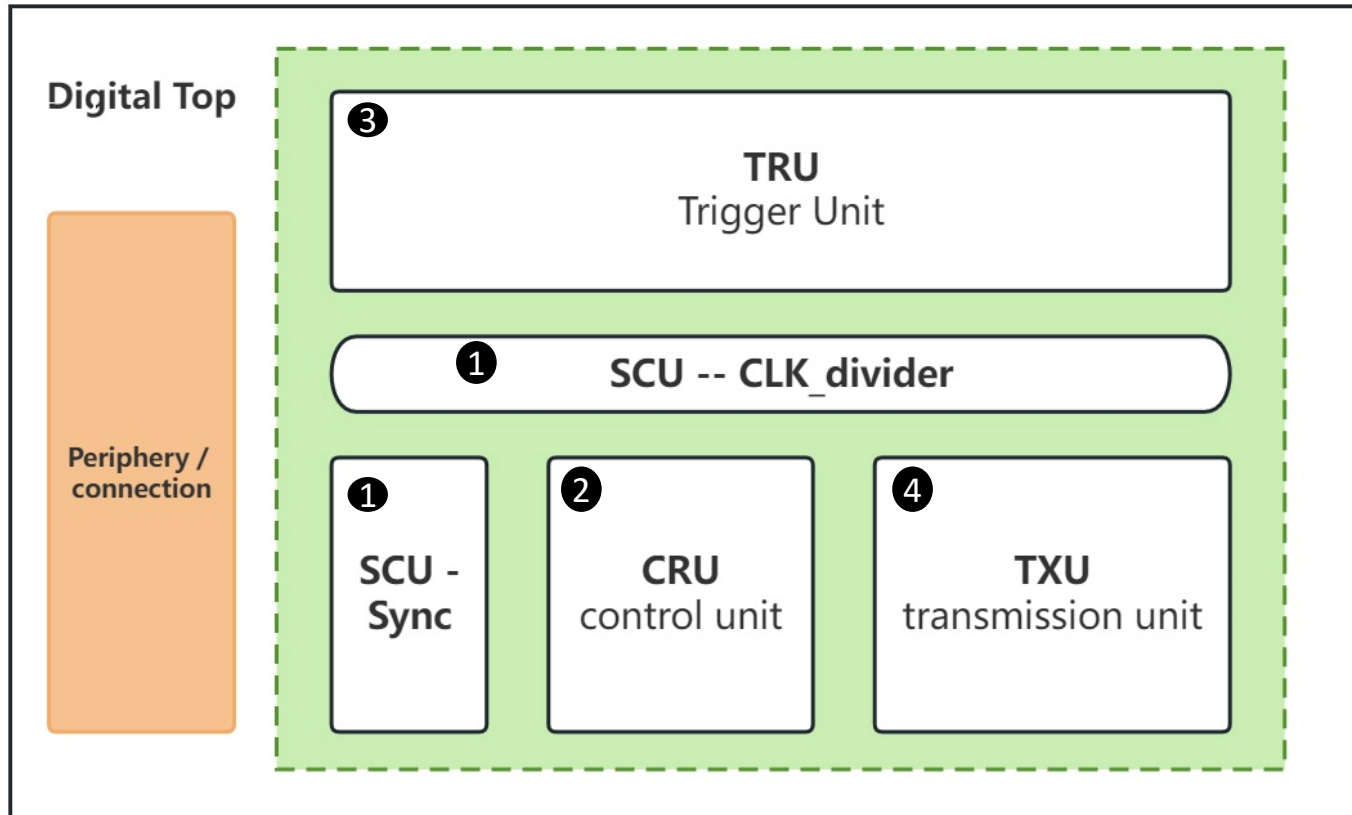 Digital Top
3
TRU
Trigger Unit
1 SCU -- CLK_divider
Periphery /
connection
1
SCU -
Sync
2
CRU
control unit
4
TXU
transmission unit